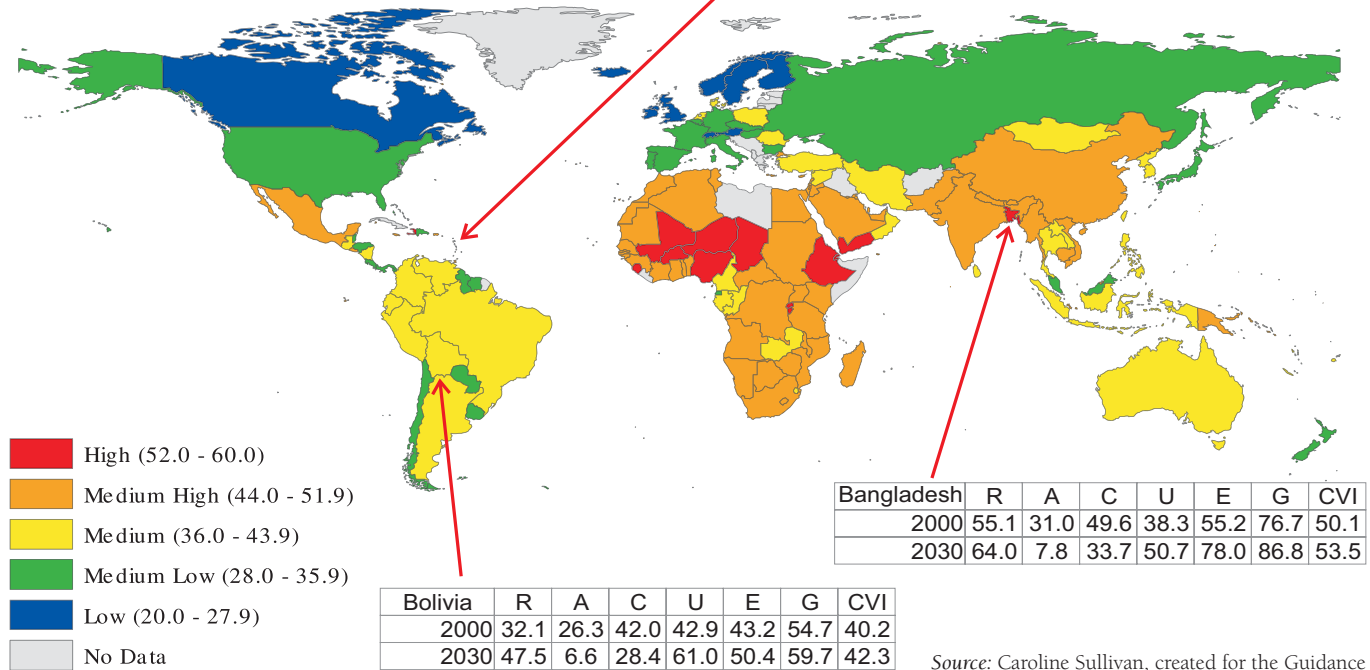 High (52.0 - 60.0)
Medium High (44.0 - 51.9)
Medium (36.0 - 43.9)
Medium Low (28.0 - 35.9)
Low (20.0 - 27.9)
No Data
Bolivia R A C U E G CVI
2000 32.1 26.3 42.0 42.9 43.2 54.7 40.2
2030 47.5 6.6 28.4 61.0 50.4 59.7 42.3
Bangladesh R A C U E G CVI
2000 55.1 31.0 49.6 38.3 55.2 76.7 50.1
2030 64.0 7.8 33.7 50.7 78.0 86.8 53.5
Source: Caroline Sullivan, created for the Guidance